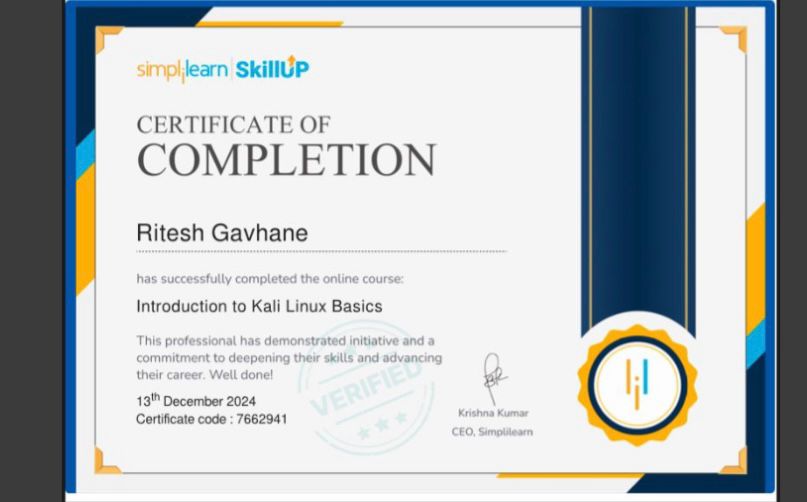 simplilearn | SkillUP
CERTIFICATE OF
COMPLETION
Ritesh Gavhane
has successfully completed the online course:
Introduction to Kali Linux Basics
This professional has demonstrated initiative and a
commitment to deepening their skills and advancing
their career. Well done!
VERIFIED
13th December 2024
Certificate code : 7662941
Krishna Kumar
CEO, Simplilearn